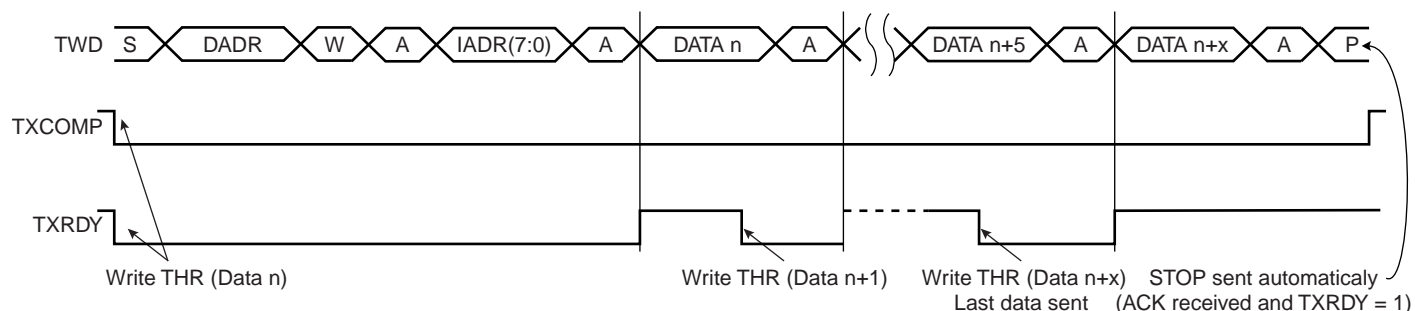 TWD S DADR W A IADR(7:0) A DATA n A DATA n+5 A DATA n+x A P
TXCOMP
TXRDY
Write THR (Data n) Write THR (Data n+1) Write THR (Data n+x) STOP sent automaticaly
Last data sent (ACK received and TXRDY = 1)